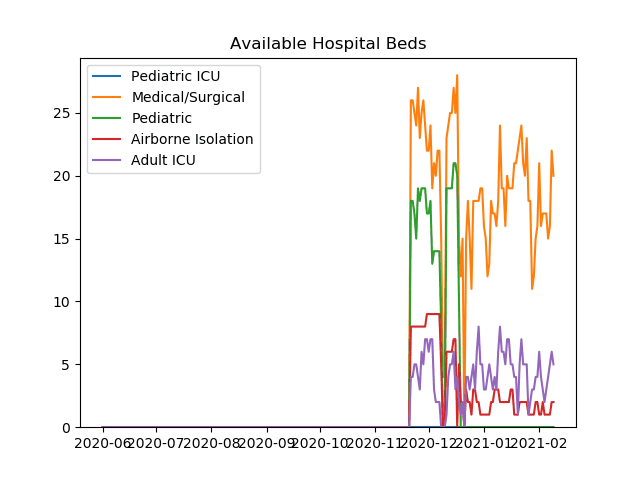 Available Hospital Beds
Pediatric ICU
Medical/Surgical
Pediatric
Airborne Isolation
Adult ICU
25
20
15
10
5
0
2020-06 2020-07 2020-08 2020-09 2020-10 2020-11 2020-12 2021-01 2021-02